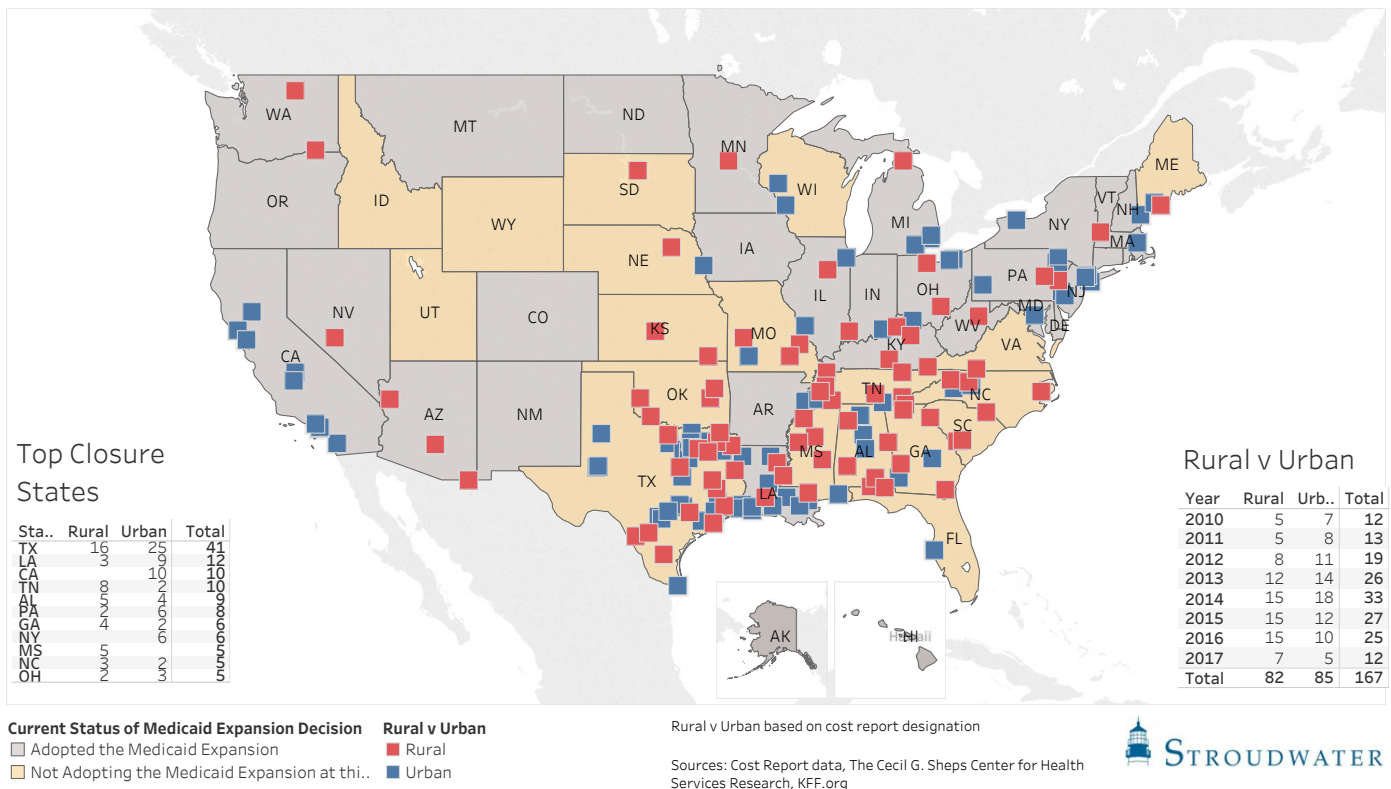 WA
MT
ND
MN
ME
OR
ID
SD
WI
VT
NH
WY
MI
NY
MA
IA
NE
PA
NV
UT
CO
IL
IN
OH
NJ
MD
KS
MO
WV
DE
CA
KY
VA
AZ
NM
OK
AR
TN
NC
SC
TX
MS
AL
GA
LA
FL
AK
HI
Hawaii
Top Closure
States
Sta.. Rural Urban Total
TX 16 25 41
LA 3 9 12
CA 10 10
TN 8 2 10
AL 5 4 9
PA 2 6 8
GA 4 2 6
NY 6 6
MS 5 5
NC 3 2 5
OH 2 3 5
Rural v Urban
Year Rural Urb.. Total
2010 5 7 12
2011 5 8 13
2012 8 11 19
2013 12 14 26
2014 15 18 33
2015 15 12 27
2016 15 10 25
2017 7 5 12
Total 82 85 167
Current Status of Medicaid Expansion Decision
Adopted the Medicaid Expansion
Not Adopting the Medicaid Expansion at thi..
Rural v Urban
Rural
Urban
Rural v Urban based on cost report designation
Sources: Cost Report data, The Cecil G. Sheps Center for Health
Services Research, KFF.org
STROUDWATER